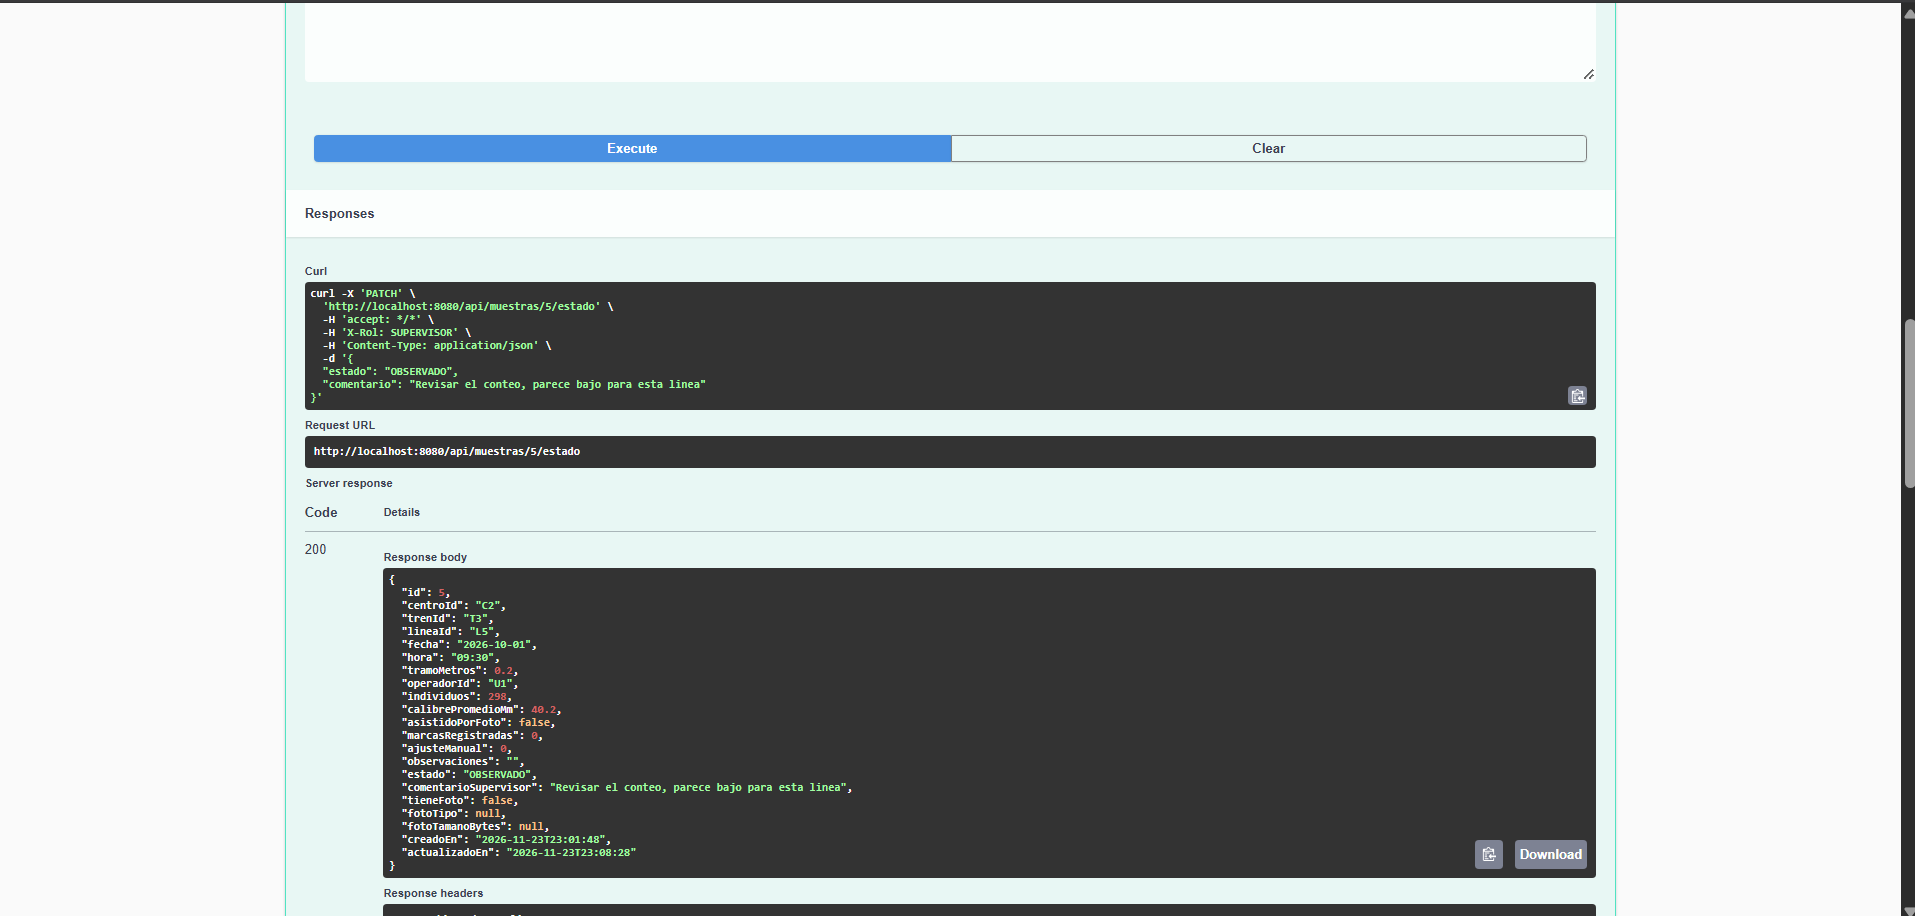 Execute
Clear
Responses
Curl
curl -X 'PATCH' \
  'http://localhost:8080/api/muestras/5/estado' \
  -H 'accept: */*' \
  -H 'X-Rol: SUPERVISOR' \
  -H 'Content-Type: application/json' \
  -d '{
  "estado": "OBSERVADO",
  "comentario": "Revisar el conteo, parece bajo para esta linea"
}'
Request URL
http://localhost:8080/api/muestras/5/estado
Server response
Code
Details
200
Response body
{
  "id": 5,
  "centroId": "C2",
  "trenId": "T3",
  "lineaId": "L5",
  "fecha": "2026-10-01",
  "hora": "09:30",
  "tramoMetros": 0.2,
  "operadorId": "U1",
  "individuos": 298,
  "calibrePromedioMm": 40.2,
  "asistidoPorFoto": false,
  "marcasRegistradas": 0,
  "ajusteManual": 0,
  "observaciones": "",
  "estado": "OBSERVADO",
  "comentarioSupervisor": "Revisar el conteo, parece bajo para esta linea",
  "tieneFoto": false,
  "fotoTipo": null,
  "fotoTamanoBytes": null,
  "creadoEn": "2026-11-23T23:01:48",
  "actualizadoEn": "2026-11-23T23:08:28"
}
Download
Response headers